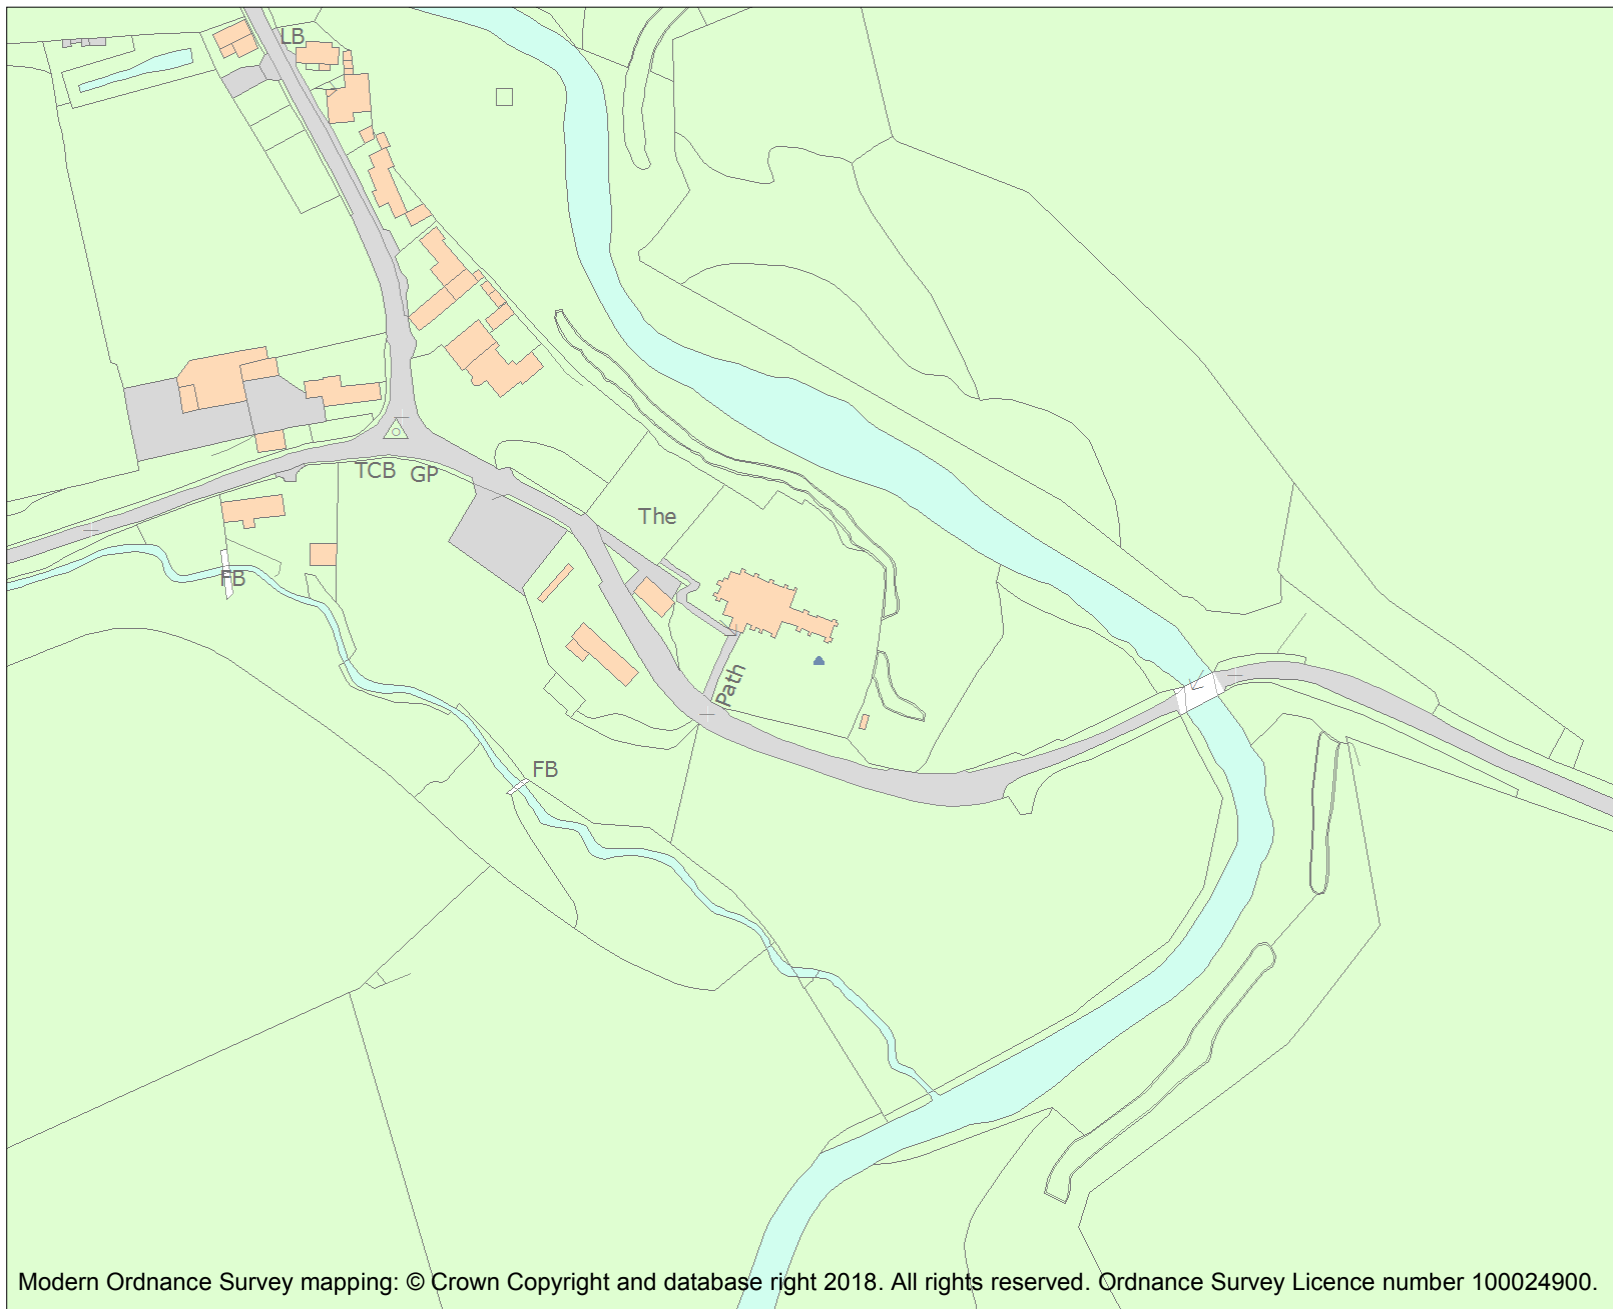 LB
TCB GP
The
FB
Path
FB
Modern Ordnance Survey mapping: © Crown Copyright and database right 2018. All rights reserved. Ordnance Survey Licence number 100024900.